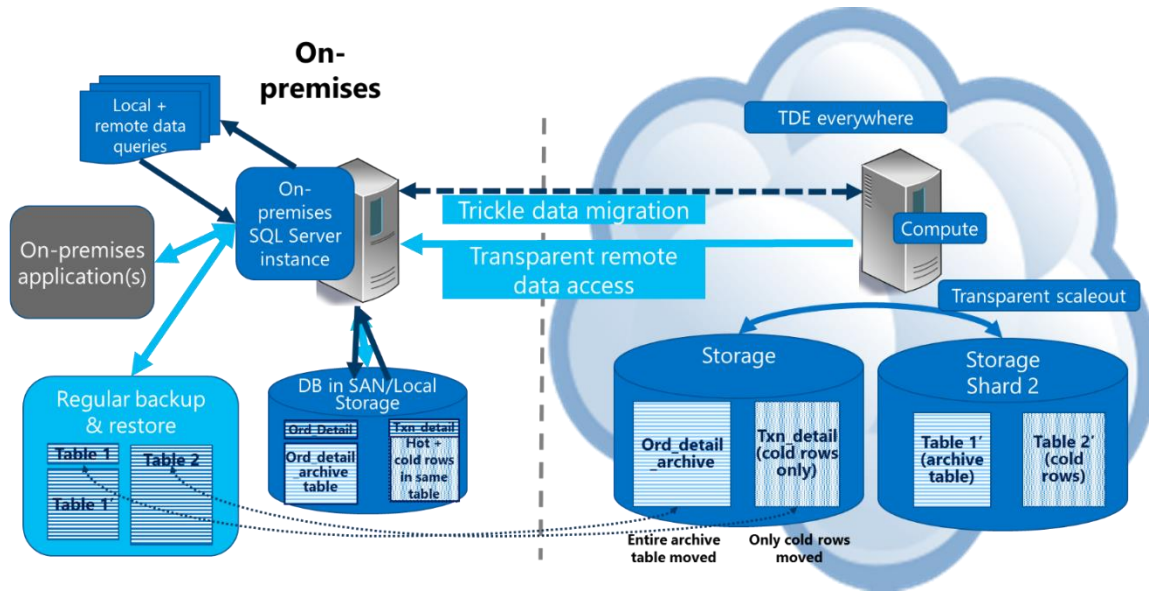 On-
premises
Local +
remote data
queries
On-
premises
SQL Server
instance
On-premises
application(s)
Trickle data migration
Transparent remote
data access
TDE everywhere
Compute
Transparent scaleout
Regular backup
& restore
Table 1
Table 1′
Table 2
DB in SAN/Local
Storage
Ord_Detail
Ord_detail_
archive
table
Txn_detail
Hot +
cold rows
in same
table
Storage
Ord_detail
_archive
Txn_detail
(cold rows
only)
Storage
Shard 2
Table 1′
(archive
table)
Table 2′
(cold
rows)
Entire archive
table moved
Only cold rows
moved